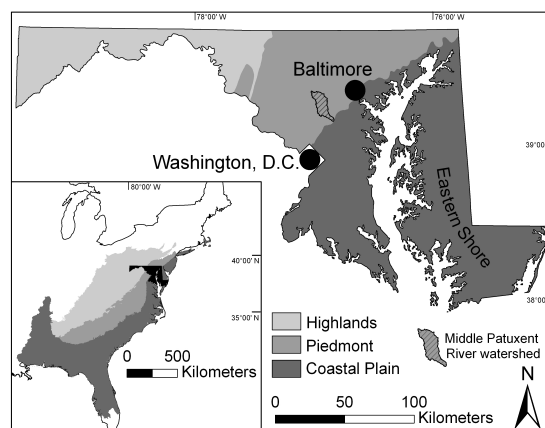 78°00'W
76°00'W
Baltimore
39°00'
Washington, D.C.
Eastern Shore
80°00'W
40°00' N
38°00'
35°00' N
Highlands
Piedmont
Coastal Plain
Middle Patuxent
River watershed
0 500
Kilometers
0 50 100
Kilometers
N